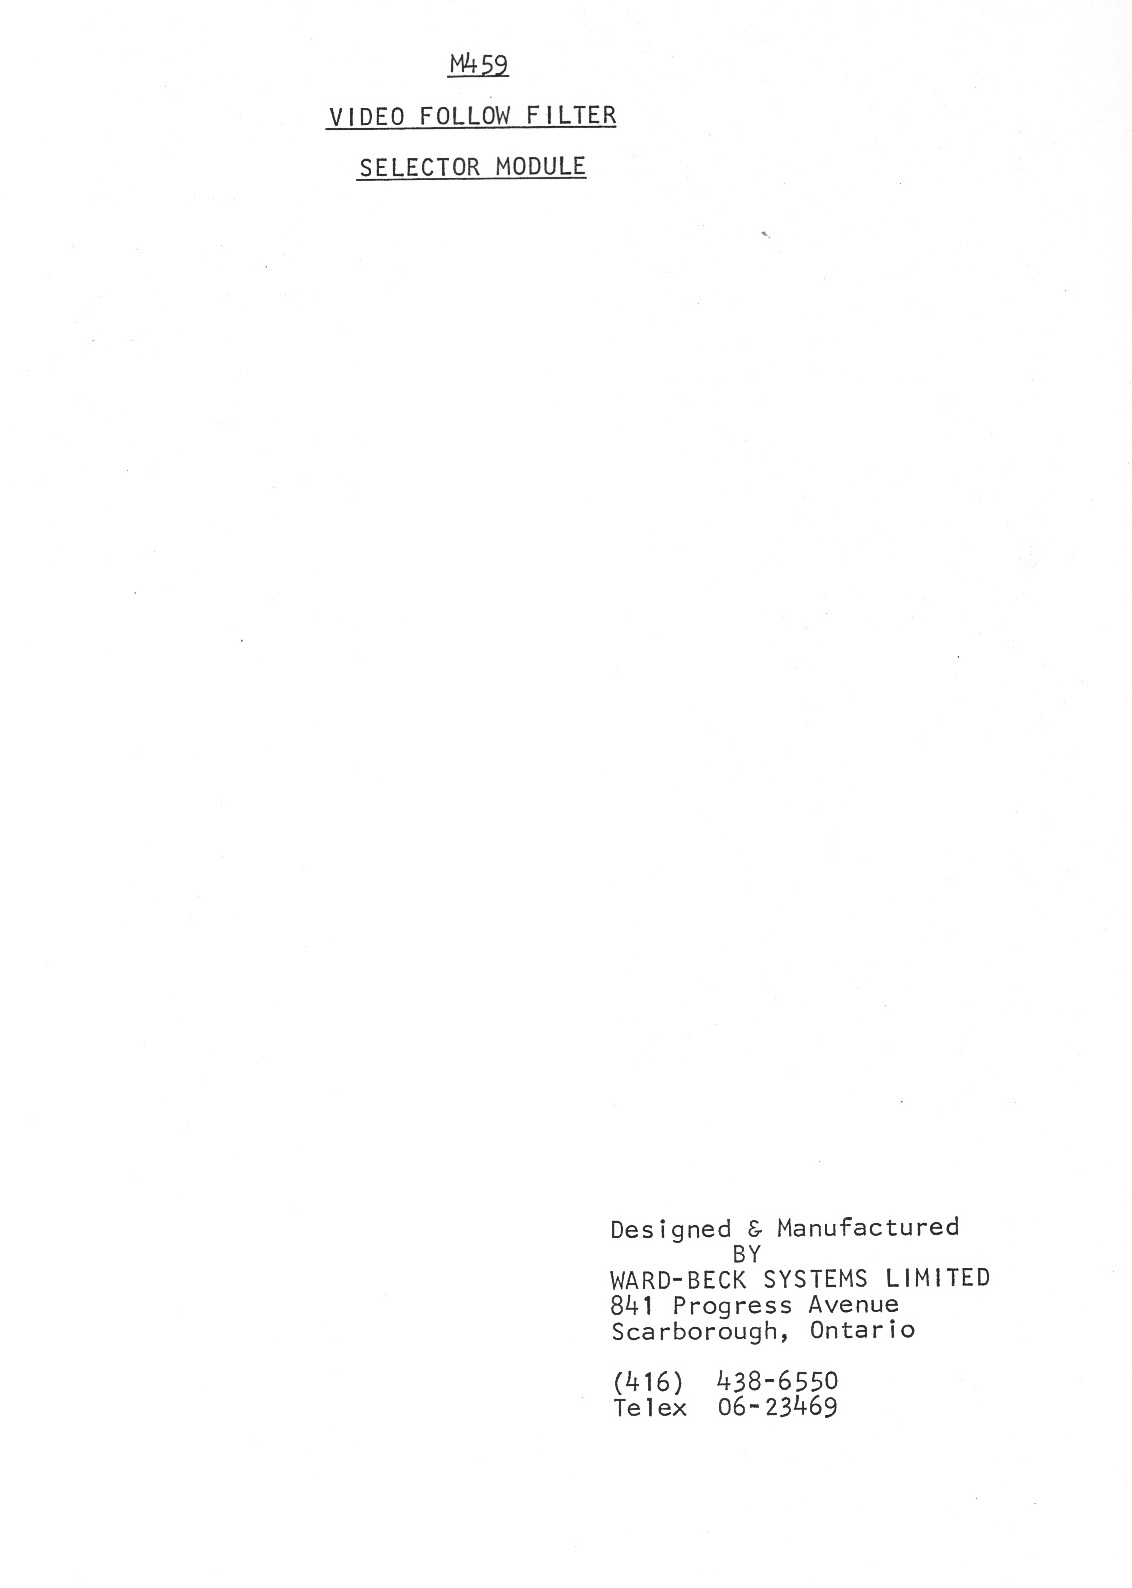 M459
VIDEO FOLLOW FILTER
SELECTOR MODULE
Designed & Manufactured
BY
WARD-BECK SYSTEMS LIMITED
841 Progress Avenue
Scarborough, Ontario
(416) 438-6550
Telex 06-23469